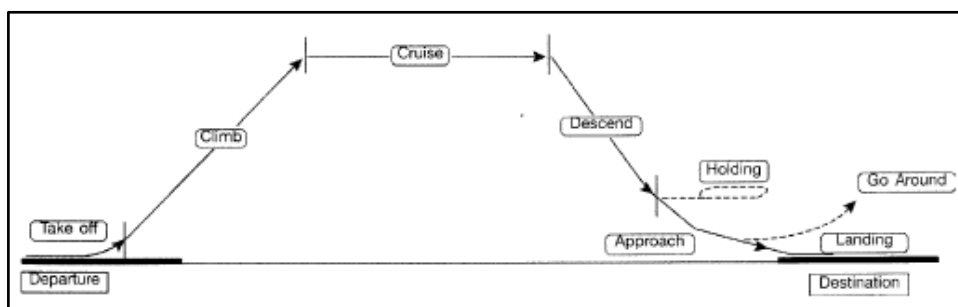 Cruise
Climb
Descend
Holding
Go Around
Take off
Approach
Landing
Departure
Destination